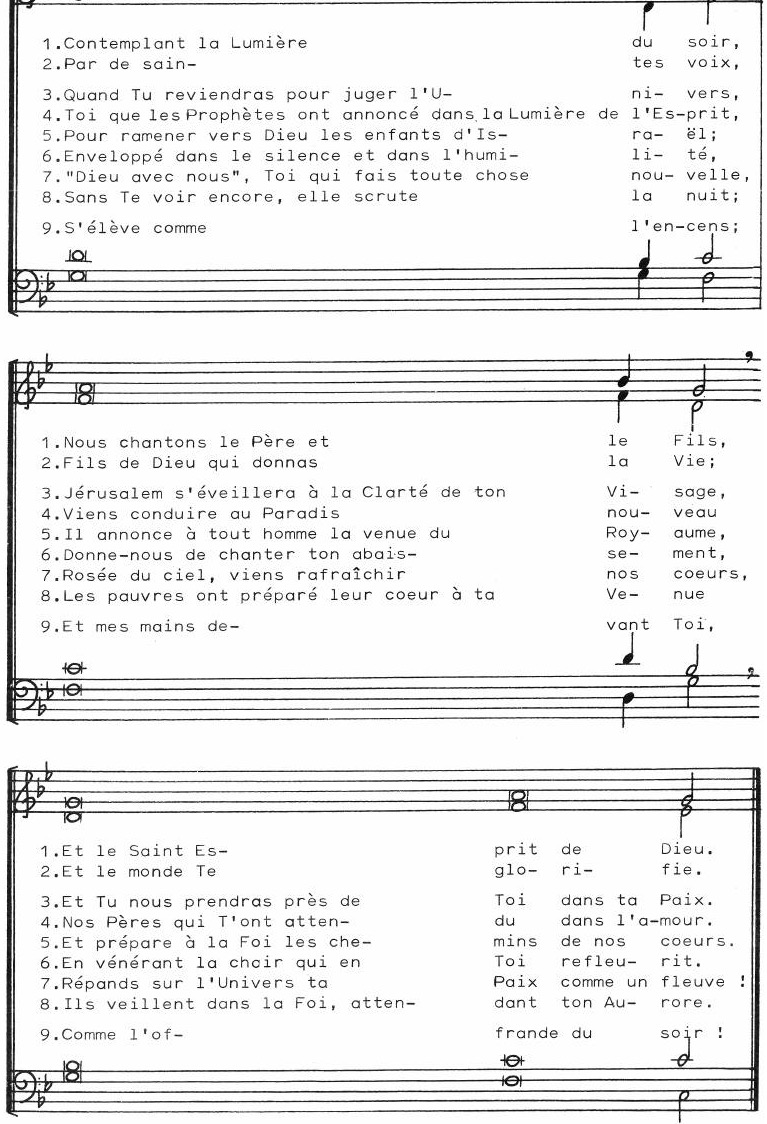 1.Contemplant la Lumière du soir,
2.Par de sain- tes voix,
3.Quand Tu reviendras pour juger l'U- ni- vers,
4.Toi que les Prophètes ont annoncé dans la Lumière de l'Es-prit,
5.Pour ramener vers Dieu les enfants d'Is- ra- ël;
6.Enveloppé dans le silence et dans l'humi- li- té,
7."Dieu avec nous", Toi qui fais toute chose nou- velle,
8.Sans Te voir encore, elle scrute la nuit;
9.S'élève comme l'en-cens;
1.Nous chantons le Père et le Fils,
2.Fils de Dieu qui donnas la Vie;
3.Jérusalem s'éveillera à la Clarté de ton Vi- sage,
4.Viens conduire au Paradis nou- veau
5.Il annonce à tout homme la venue du Roy- aume,
6.Donne-nous de chanter ton abais- se- ment,
7.Rosée du ciel, viens rafraîchir nos coeurs,
8.Les pauvres ont préparé leur coeur à ta Ve- nue
9.Et mes mains de- vant Toi,
1.Et le Saint Es- prit de Dieu.
2.Et le monde Te glo- ri- fie.
3.Et Tu nous prendras près de Toi dans ta Paix.
4.Nos Pères qui T'ont atten- du dans l'a-mour.
5.Et prépare à la Foi les che- mins de nos coeurs.
6.En vénérant la chair qui en Toi refleu- rit.
7.Répands sur l'Univers ta Paix comme un fleuve !
8.Ils veillent dans la Foi, atten- dant ton Au- rore.
9.Comme l'of- frande du soir !